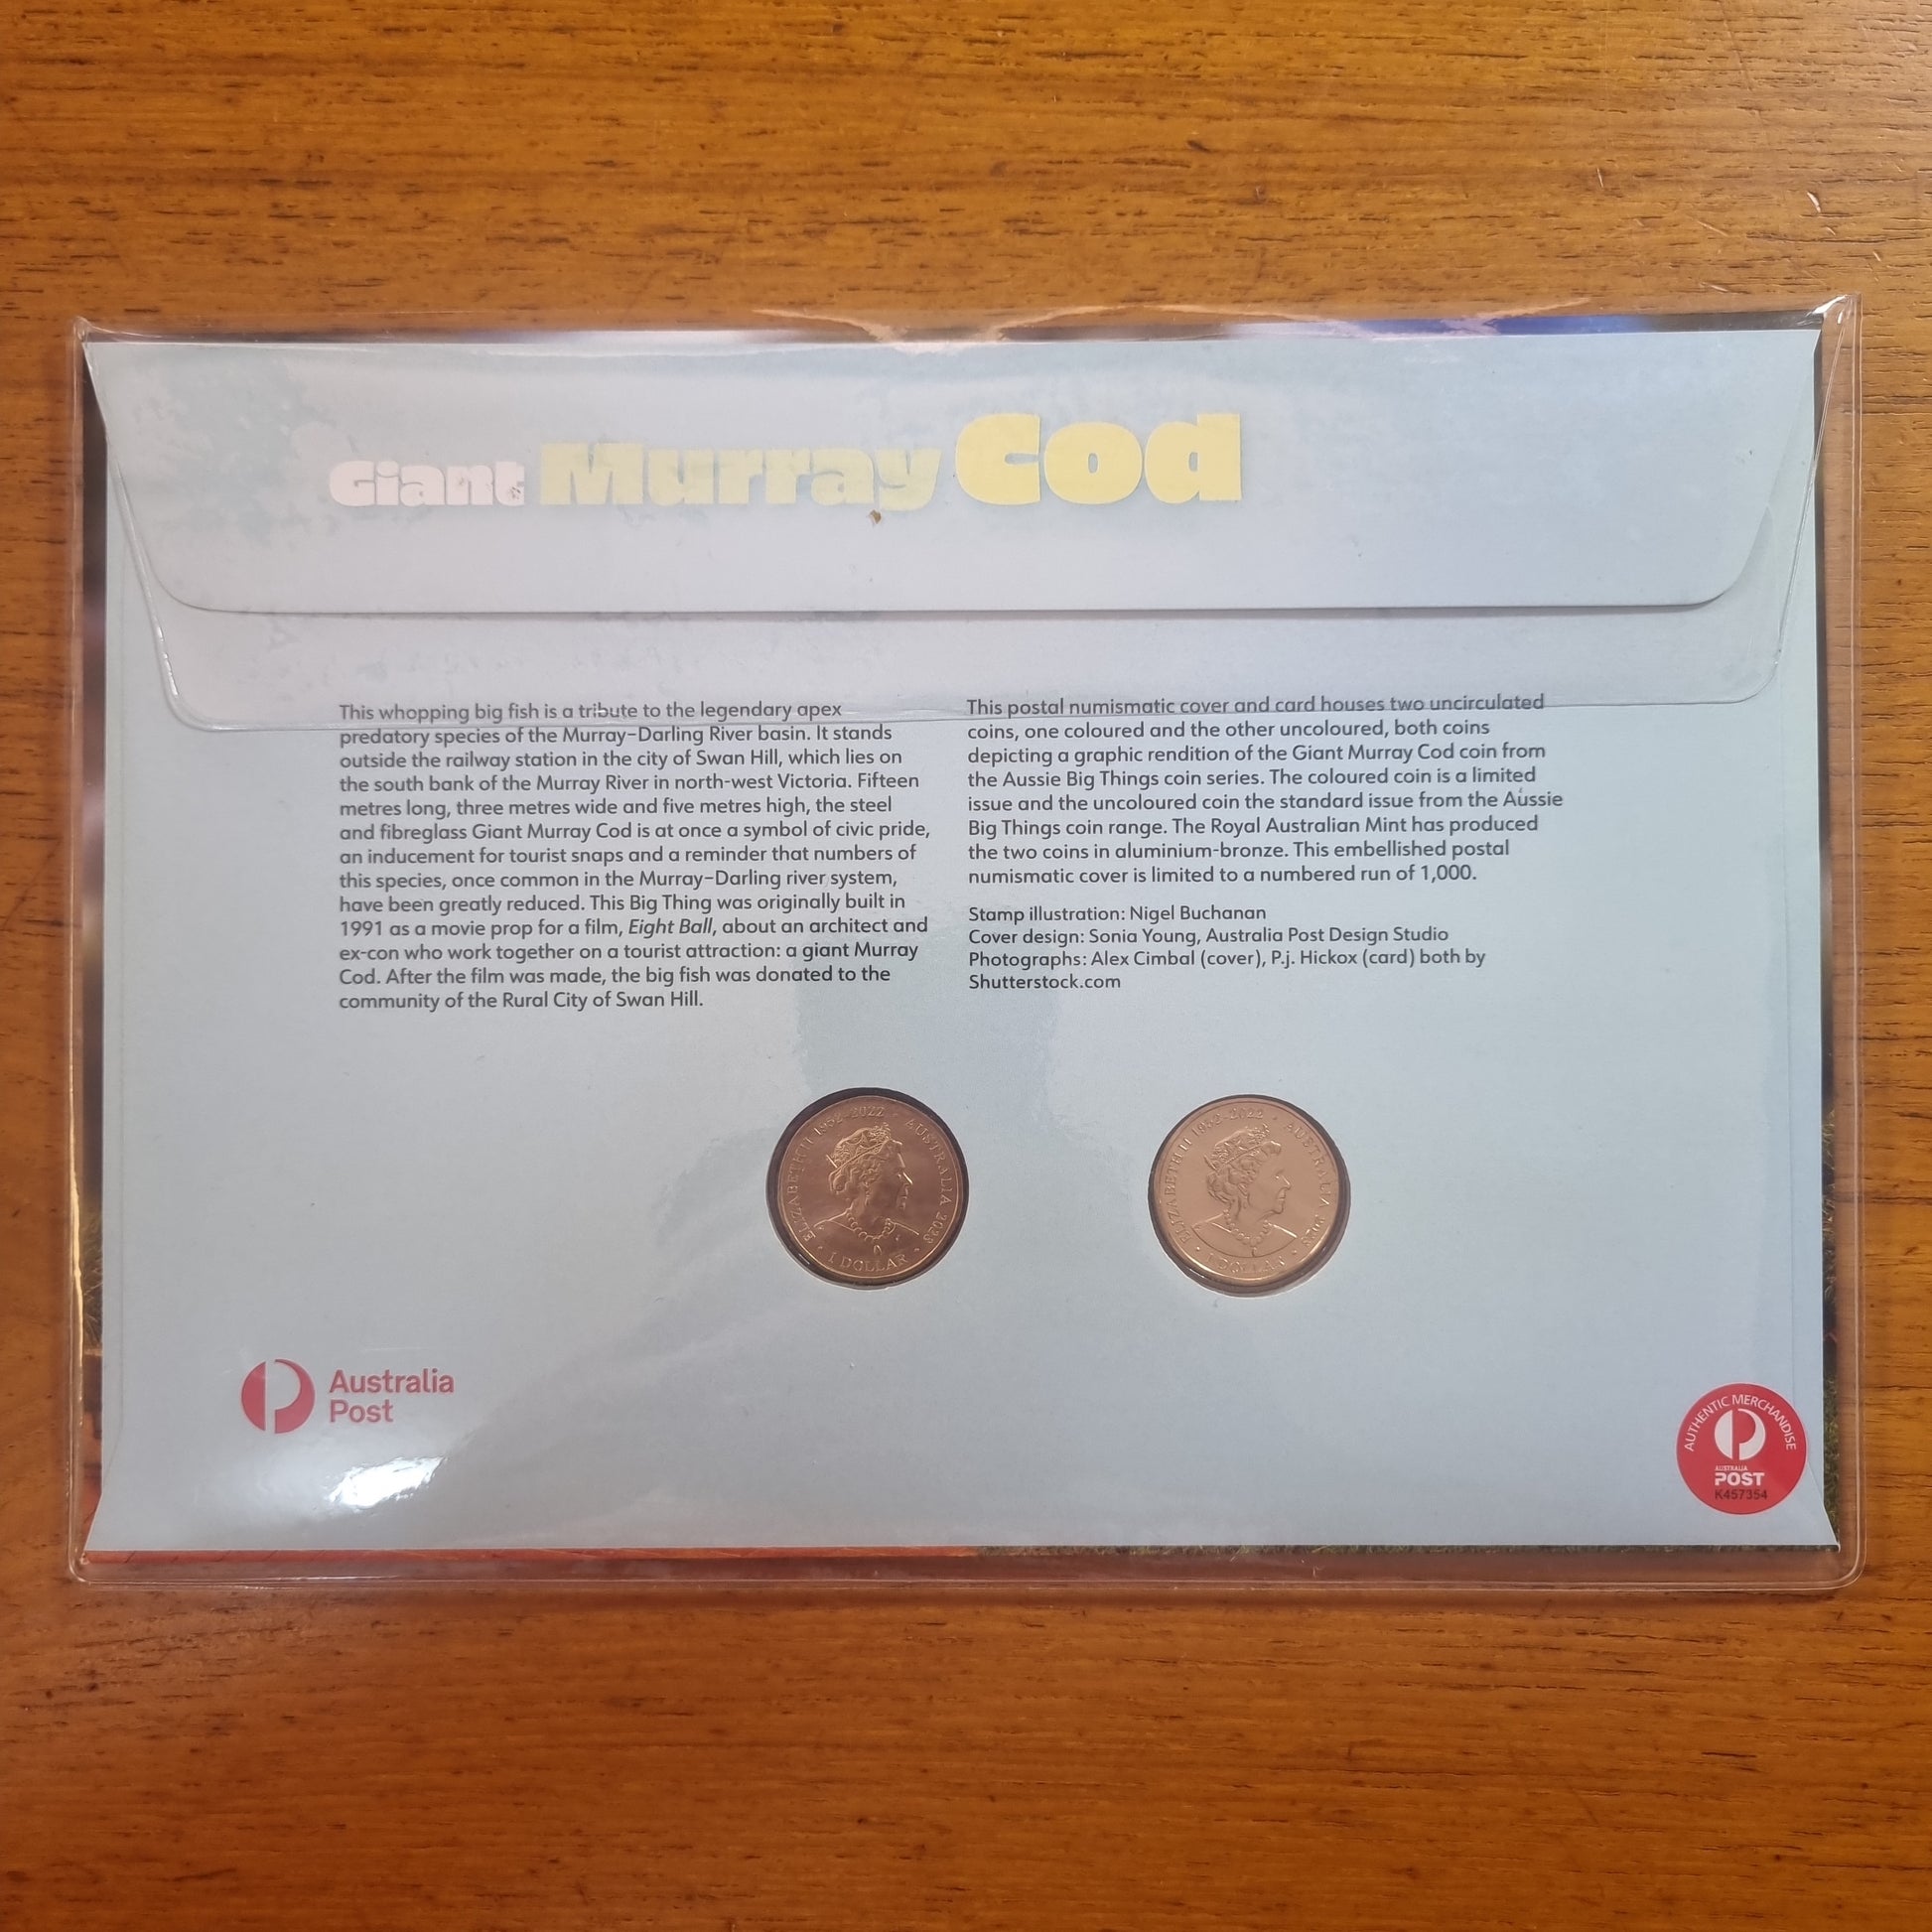 Giant Murray Cod
This whopping big fish is a tribute to the legendary apex
predatory species of the Murray–Darling River basin. It stands
outside the railway station in the city of Swan Hill, which lies on
the south bank of the Murray River in north-west Victoria. Fifteen
metres long, three metres wide and five metres high, the steel
and fibreglass Giant Murray Cod is at once a symbol of civic pride,
an inducement for tourist snaps and a reminder that numbers of
this species, once common in the Murray–Darling river system,
have been greatly reduced. This Big Thing was originally built in
1991 as a movie prop for a film, Eight Ball, about an architect and
ex-con who work together on a tourist attraction: a giant Murray
Cod. After the film was made, the big fish was donated to the
community of the Rural City of Swan Hill.
This postal numismatic cover and card houses two uncirculated
coins, one coloured and the other uncoloured, both coins
depicting a graphic rendition of the Giant Murray Cod coin from
the Aussie Big Things coin series. The coloured coin is a limited
issue and the uncoloured coin the standard issue from the Aussie
Big Things coin range. The Royal Australian Mint has produced
the two coins in aluminium-bronze. This embellished postal
numismatic cover is limited to a numbered run of 1,000.
Stamp illustration: Nigel Buchanan
Cover design: Sonia Young, Australia Post Design Studio
Photographs: Alex Cimbal (cover), P.j. Hickox (card) both by
Shutterstock.com
ELIZABETH II 1952-2022 • AUSTRALIA 2023
• 1 DOLLAR •
ELIZABETH II 1952-2022 • AUSTRALIA 2023
• 1 DOLLAR •
Australia
Post
AUTHENTIC MERCHANDISE
AUSTRALIA
POST
K457354